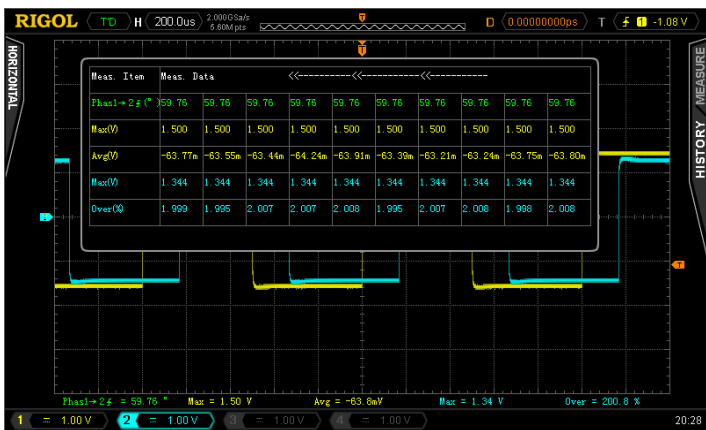 RIGOL T'D H 200.0us 2.000GSa/s 5.60Mpts D 0.00000000ps T 1 -1.08 V
HORIZONTAL
MEASURE
HISTORY
Meas. Item Meas. Data <<-----------<<-----------<<-----------
Phas1→2 (°) 59.76 59.76 59.76 59.76 59.76 59.76 59.76 59.76 59.76 59.76
Max(V) 1.500 1.500 1.500 1.500 1.500 1.500 1.500 1.500 1.500 1.500
Avg(V) -63.77m -63.55m -63.44m -64.24m -63.91m -63.39m -63.21m -63.24m -63.75m -63.80m
Max(V) 1.344 1.344 1.344 1.344 1.344 1.344 1.344 1.344 1.344 1.344
Over(%) 1.999 1.995 2.007 2.007 2.008 1.995 2.007 2.008 1.998 2.008
Phas1→2 = 59.76 ° Max = 1.50 V Avg = -63.8mV Max = 1.34 V Over = 200.8 %
1 = 1.00 V 2 = 1.00 V 3 = 1.00 V 4 = 1.00 V 20:28